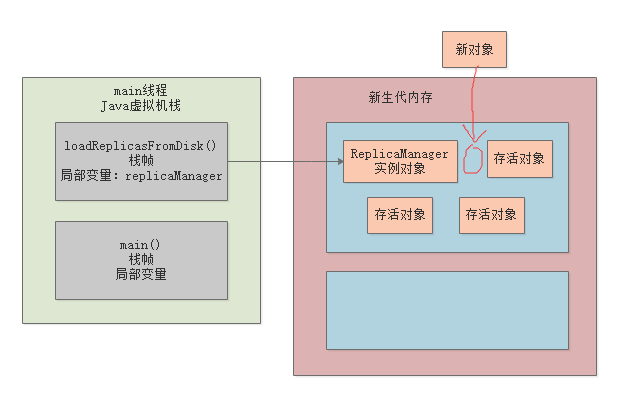 新对象
main线程
Java虚拟机栈
新生代内存
loadReplicasFromDisk()
栈帧
局部变量：replicaManager
ReplicaManager
实例对象
存活对象
存活对象
存活对象
main()
栈帧
局部变量